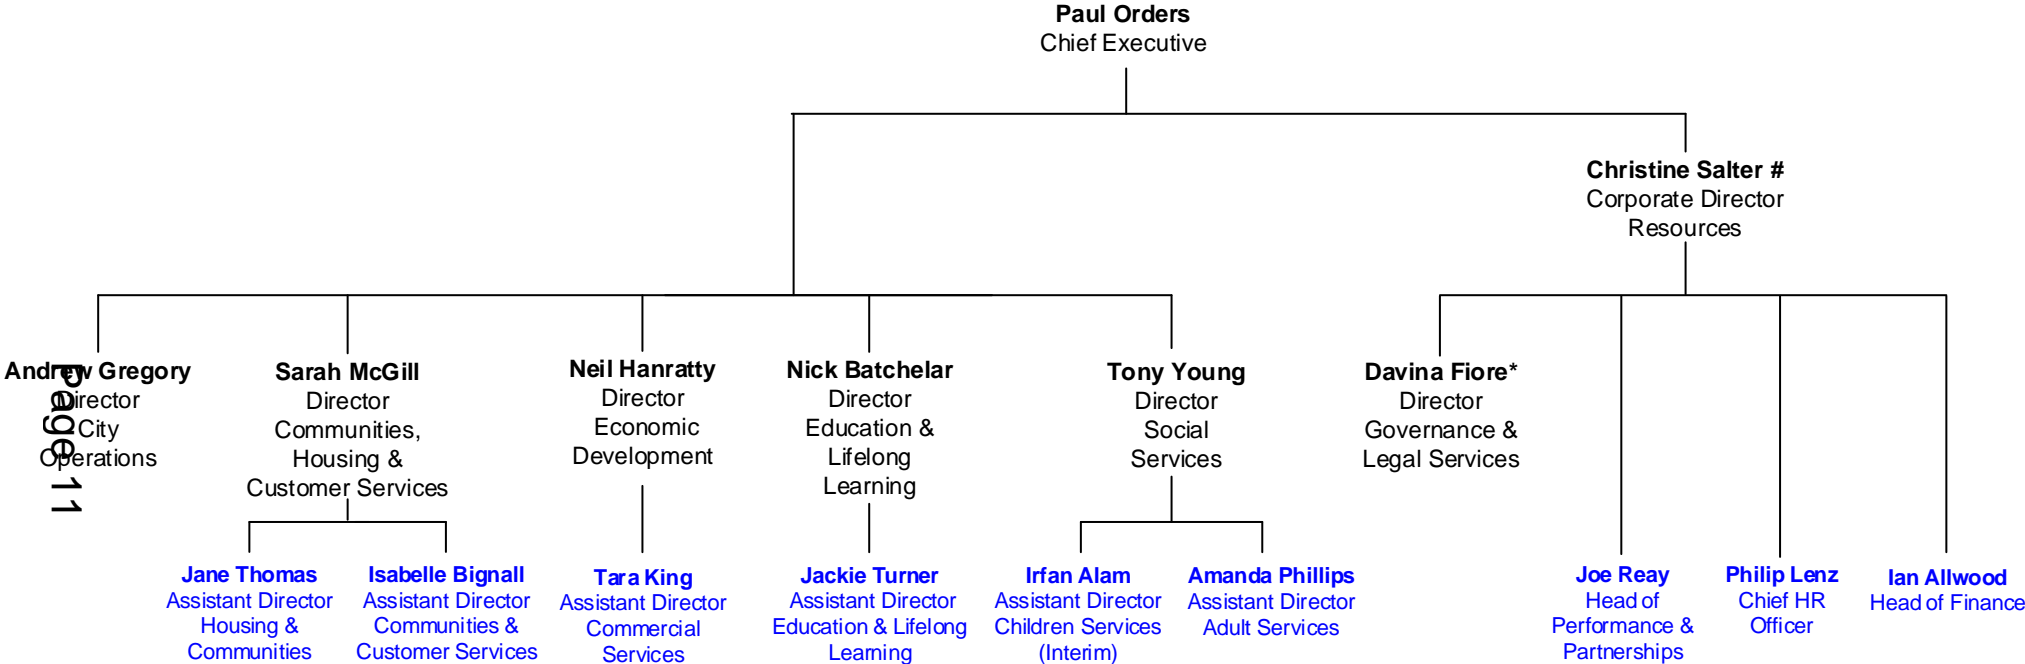 Paul Orders
Chief Executive
Christine Salter #
Corporate Director
Resources
Andrew Gregory
Director
City
Operations
Sarah McGill
Director
Communities,
Housing &
Customer Services
Neil Hanratty
Director
Economic
Development
Nick Batchelar
Director
Education &
Lifelong
Learning
Tony Young
Director
Social
Services
Davina Fiore*
Director
Governance &
Legal Services
Jane Thomas
Assistant Director
Housing &
Communities
Isabelle Bignall
Assistant Director
Communities &
Customer Services
Tara King
Assistant Director
Commercial
Services
Jackie Turner
Assistant Director
Education & Lifelong
Learning
Irfan Alam
Assistant Director
Children Services
(Interim)
Amanda Phillips
Assistant Director
Adult Services
Joe Reay
Head of
Performance &
Partnerships
Philip Lenz
Chief HR
Officer
Ian Allwood
Head of Finance
Page 11